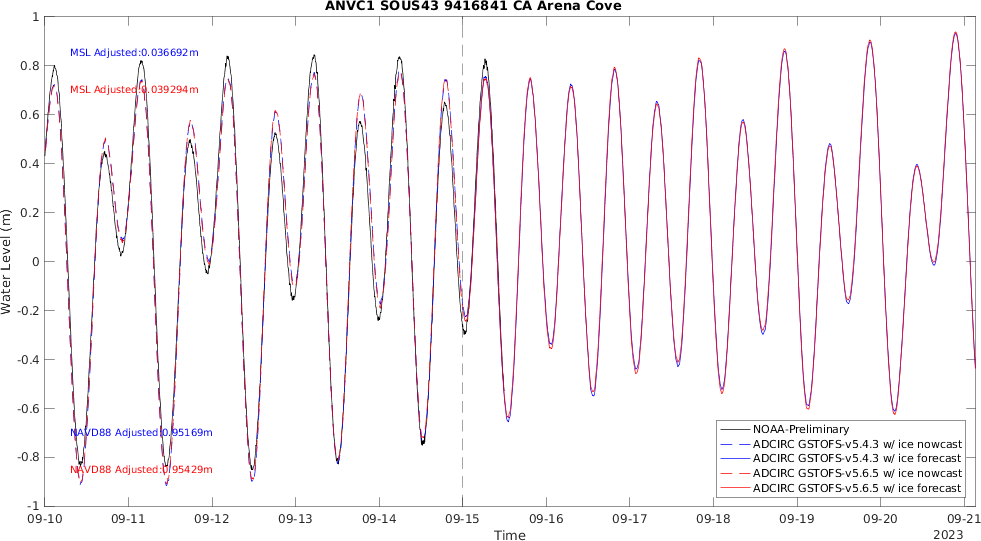 ANVC1 SOUS43 9416841 CA Arena Cove
MSL Adjusted:0.036692m
MSL Adjusted:0.039294m
NAVD88 Adjusted:0.95169m
NAVD88 Adjusted:0.95429m
Water Level (m)
1
0.8
0.6
0.4
0.2
0
-0.2
-0.4
-0.6
-0.8
-1
NOAA-Preliminary
ADCIRC GSTOFS-v5.4.3 w/ ice nowcast
ADCIRC GSTOFS-v5.4.3 w/ ice forecast
ADCIRC GSTOFS-v5.6.5 w/ ice nowcast
ADCIRC GSTOFS-v5.6.5 w/ ice forecast
09-10 09-11 09-12 09-13 09-14 09-15 09-16 09-17 09-18 09-19 09-20 09-21
Time
2023